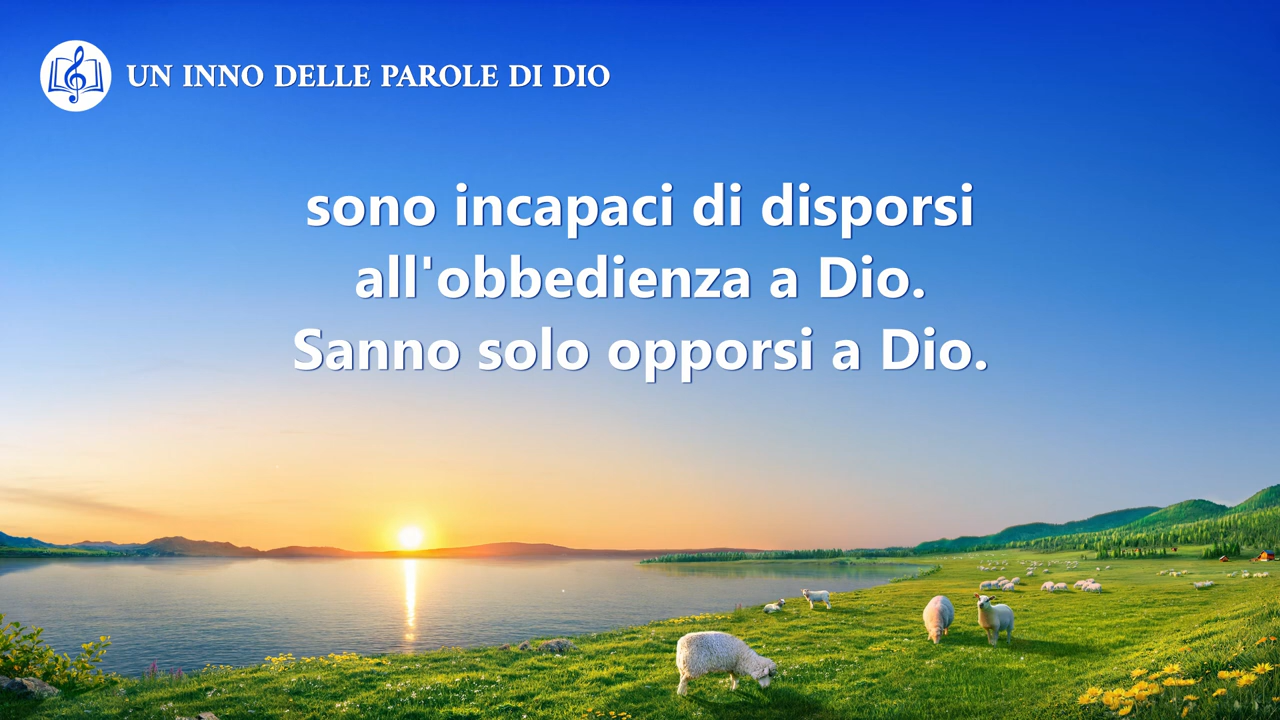 UN INNO DELLE PAROLE DI DIO
sono incapaci di disporsi
all'obbedienza a Dio.
Sanno solo opporsi a Dio.